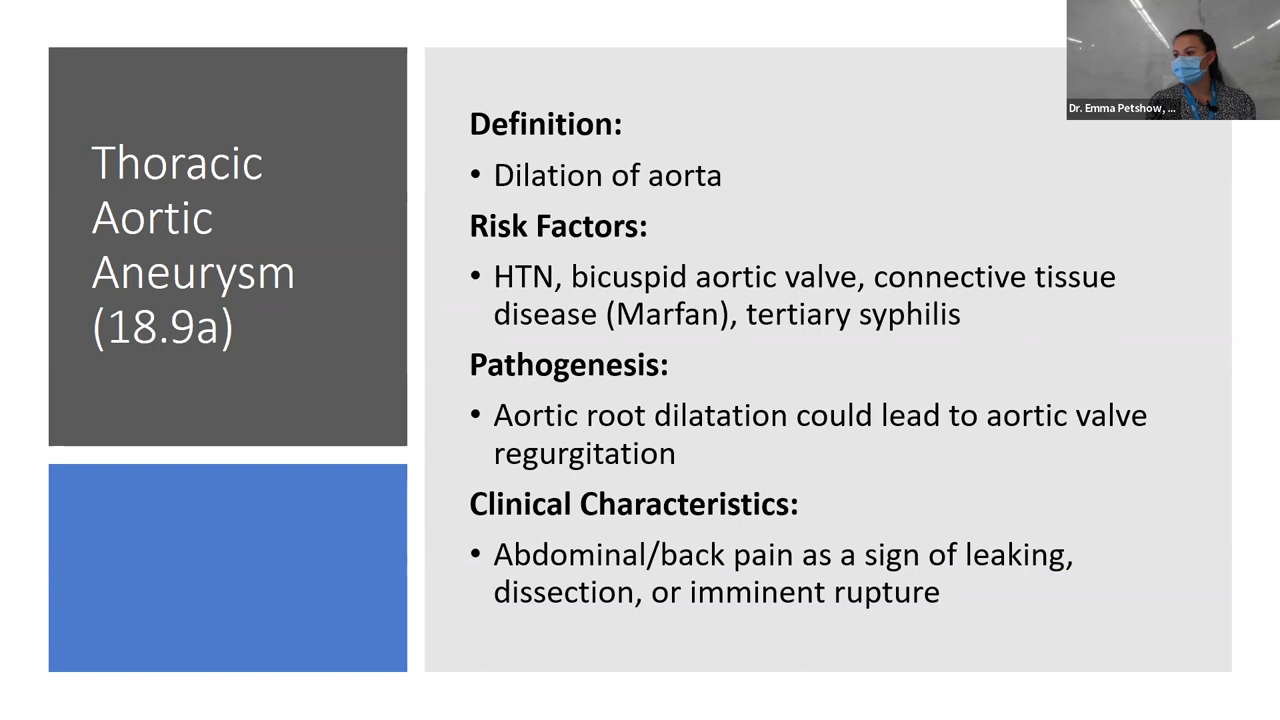 Thoracic
Aortic
Aneurysm
(18.9a)
Definition:
• Dilation of aorta
Risk Factors:
• HTN, bicuspid aortic valve, connective tissue
disease (Marfan), tertiary syphilis
Pathogenesis:
• Aortic root dilatation could lead to aortic valve
regurgitation
Clinical Characteristics:
• Abdominal/back pain as a sign of leaking,
dissection, or imminent rupture
Dr. Emma Petshow, ...